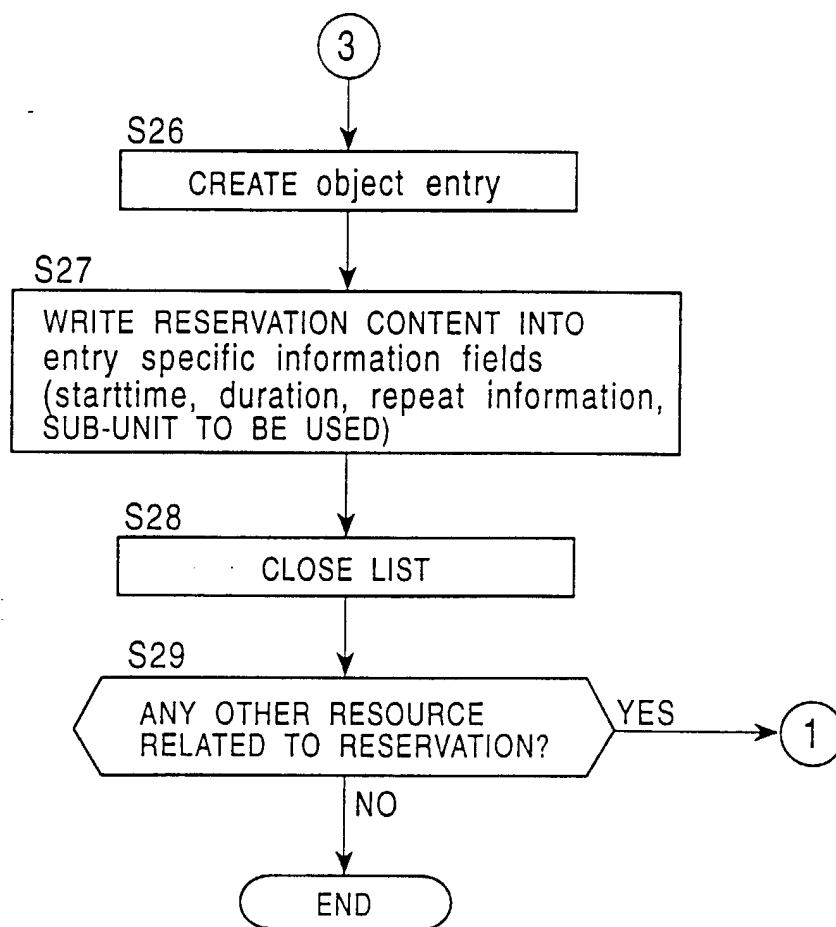 3
S26
CREATE object entry
S27
WRITE RESERVATION CONTENT INTO
entry specific information fields
(starttime, duration, repeat information,
SUB-UNIT TO BE USED)
S28
CLOSE LIST
S29
ANY OTHER RESOURCE
RELATED TO RESERVATION?
YES
1
NO
END